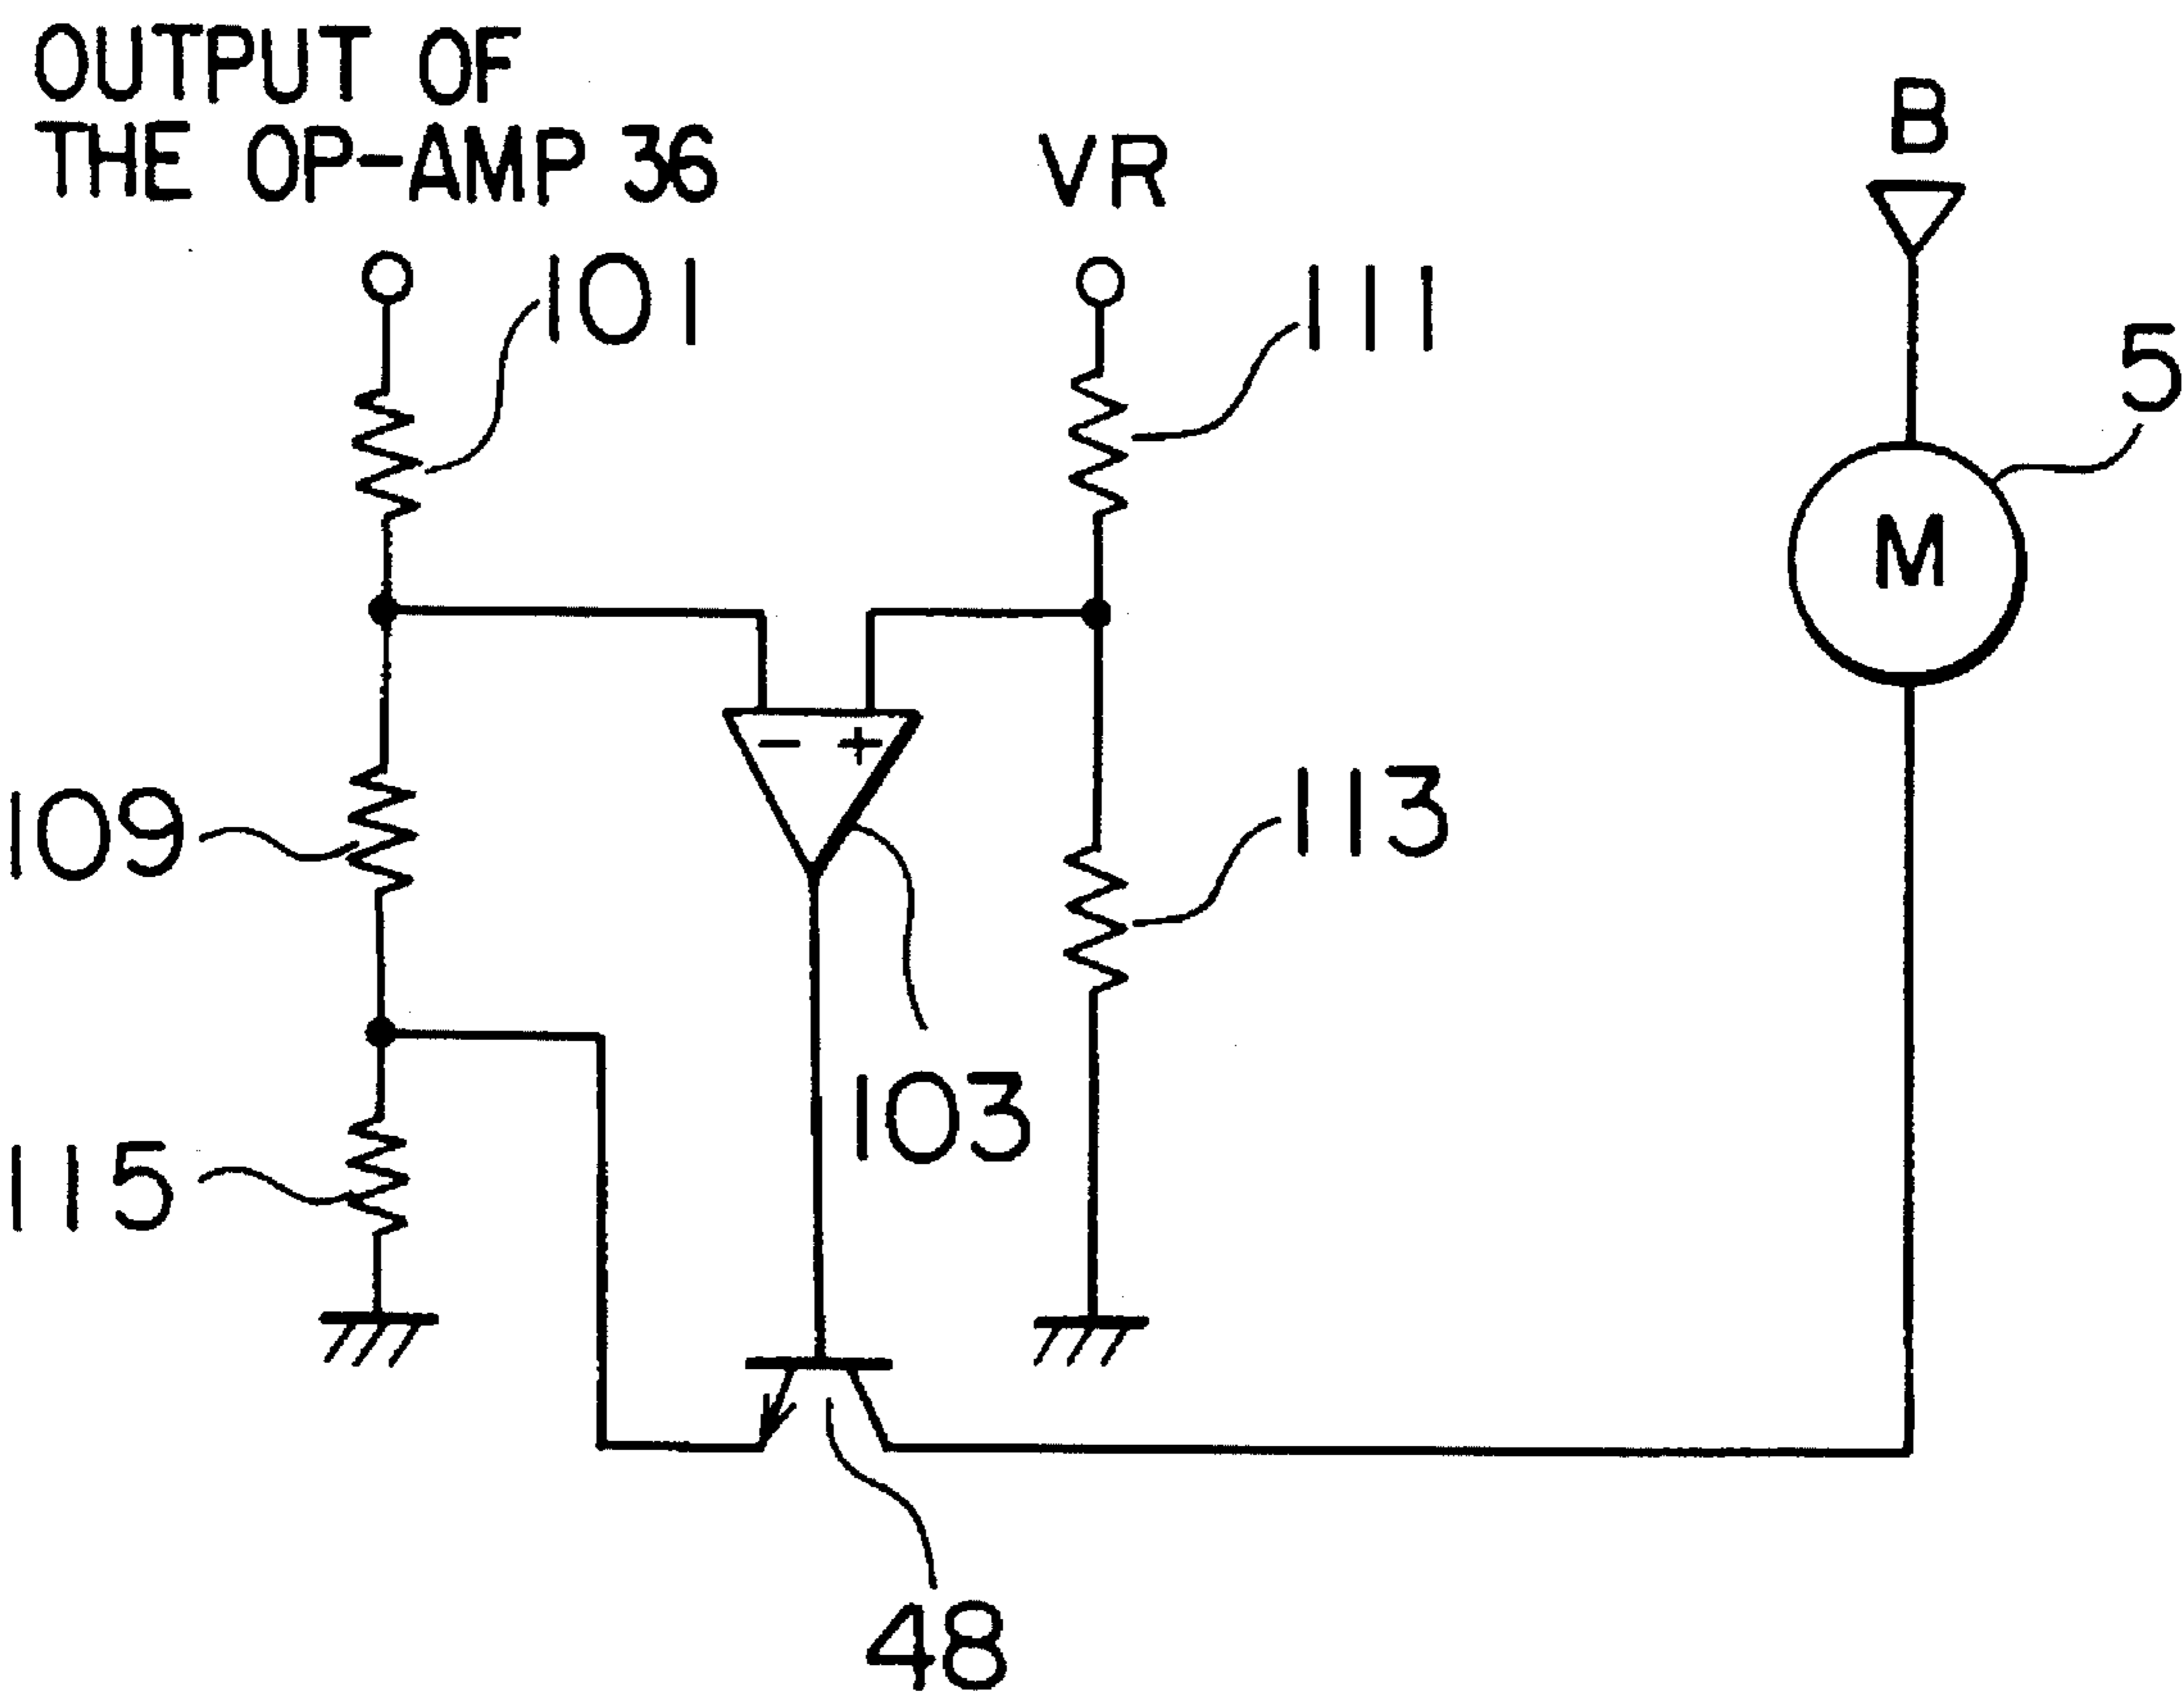 OUTPUT OF
THE OP-AMP 36
VR
B
101
111
5
M
- +
109
113
103
115
48